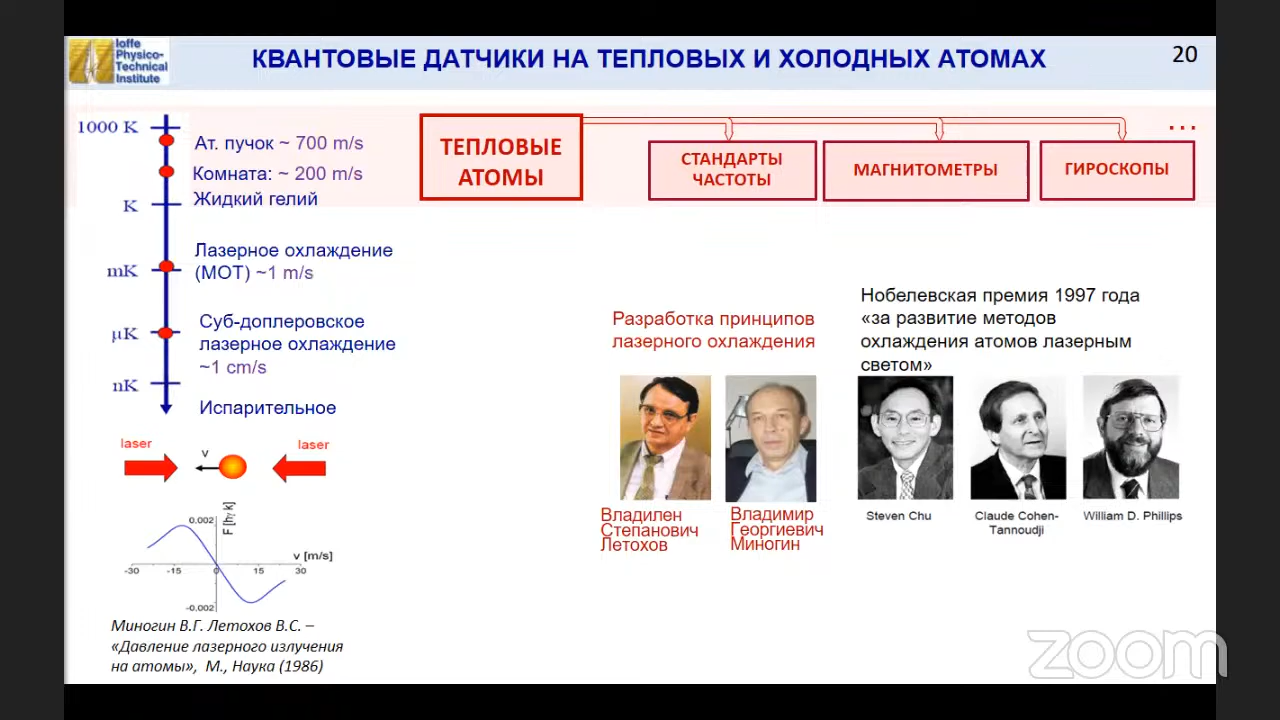 Ioffe
Physico-
Technical
Institute
КВАНТОВЫЕ ДАТЧИКИ НА ТЕПЛОВЫХ И ХОЛОДНЫХ АТОМАХ
20
1000 K
K
mK
µK
nK
Ат. пучок ~ 700 m/s
Комната: ~ 200 m/s
Жидкий гелий
Лазерное охлаждение
(МОТ) ~1 m/s
Суб-доплеровское
лазерное охлаждение
~1 cm/s
Испарительное
ТЕПЛОВЫЕ
АТОМЫ
СТАНДАРТЫ
ЧАСТОТЫ
МАГНИТОМЕТРЫ
ГИРОСКОПЫ
...
Разработка принципов
лазерного охлаждения
Владилен
Степанович
Летохов
Владимир
Георгиевич
Миногин
Нобелевская премия 1997 года
«за развитие методов
охлаждения атомов лазерным
светом»
Steven Chu
Claude Cohen-
Tannoudji
William D. Phillips
laser
laser
v
0.002
F [hγ k]
v [m/s]
-30 -15 0 15 30
-0.002
Миногин В.Г. Летохов В.С. –
«Давление лазерного излучения
на атомы», М., Наука (1986)
zoom